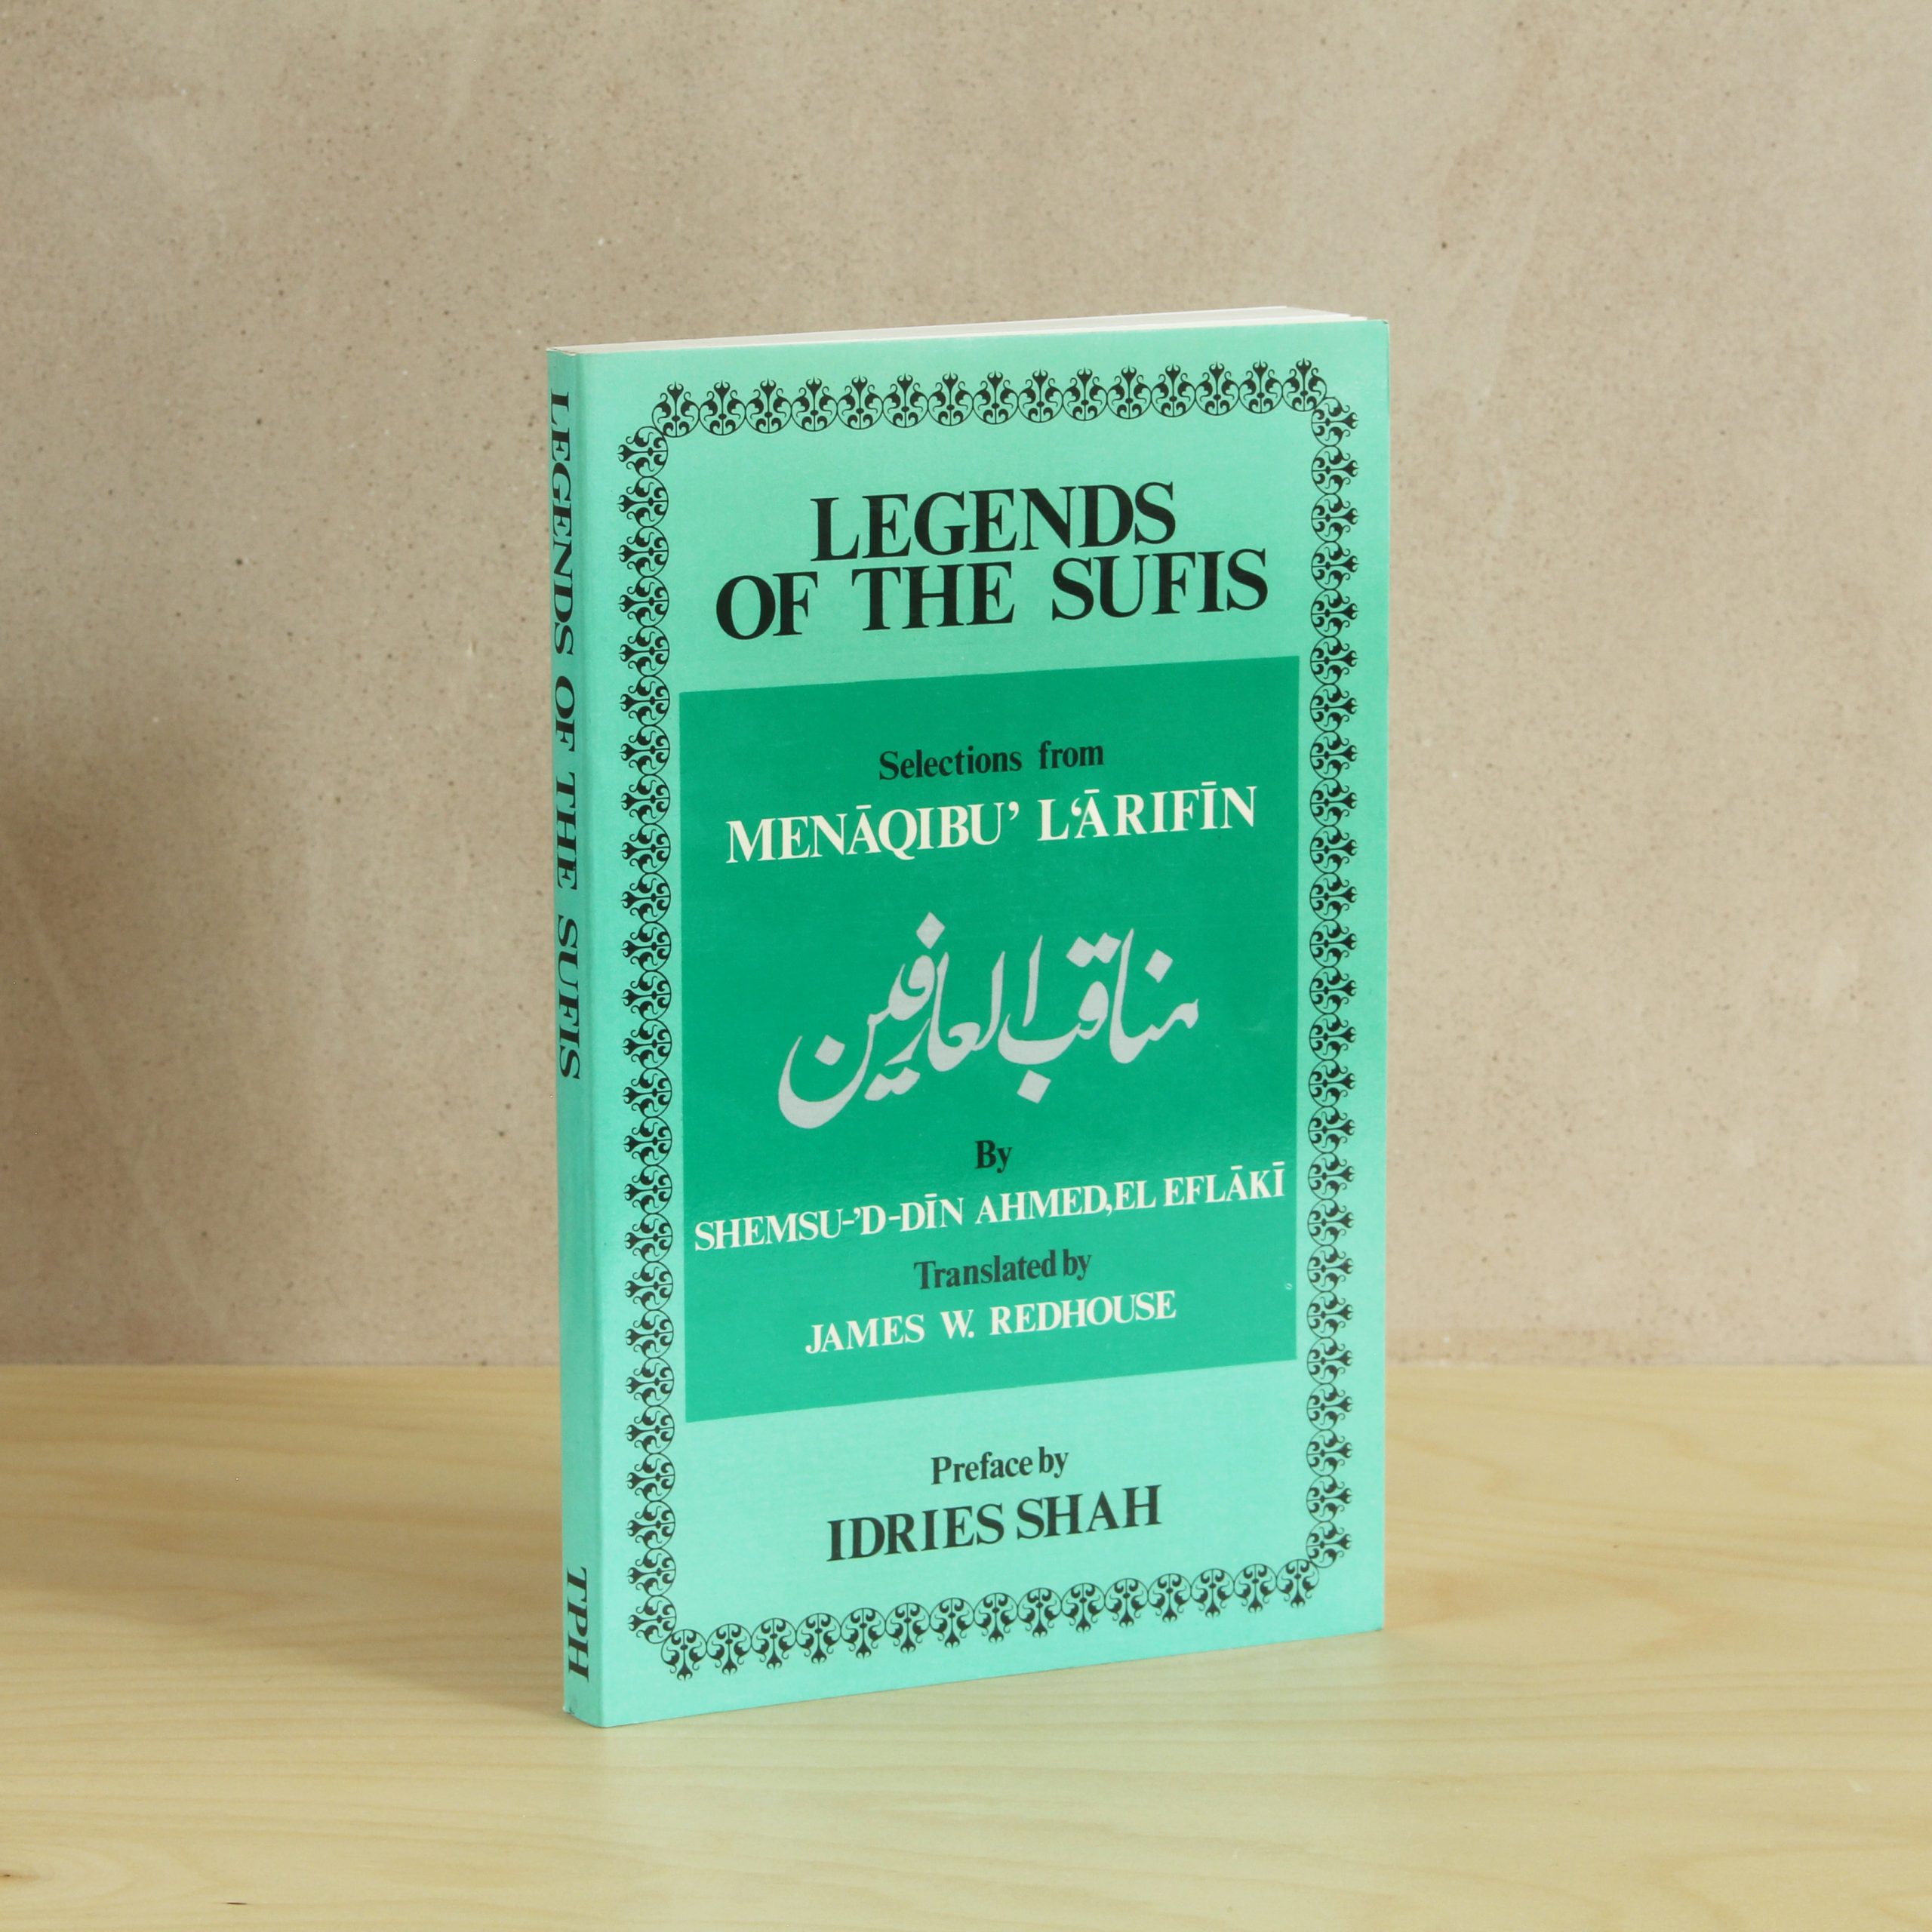 LEGENDS OF THE SUFIS
TPH
LEGENDS
OF THE SUFIS
Selections from
MENĀQIBU' L‘ĀRIFĪN
مناقب العارفين
By
SHEMSU-'D-DĪN AHMED, EL EFLĀKĪ
Translated by
JAMES W. REDHOUSE
Preface by
IDRIES SHAH